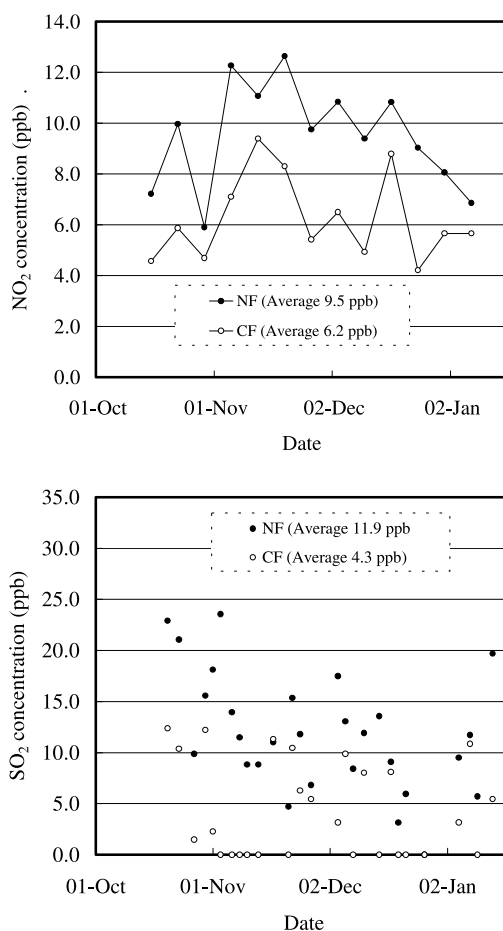 14.0
12.0
10.0
8.0
6.0
4.0
2.0
0.0
NO2 concentration (ppb) .
NF (Average 9.5 ppb)
CF (Average 6.2 ppb)
01-Oct 01-Nov 02-Dec 02-Jan
Date
35.0
30.0
25.0
20.0
15.0
10.0
5.0
0.0
SO2 concentration (ppb)
NF (Average 11.9 ppb
CF (Average 4.3 ppb)
01-Oct 01-Nov 02-Dec 02-Jan
Date